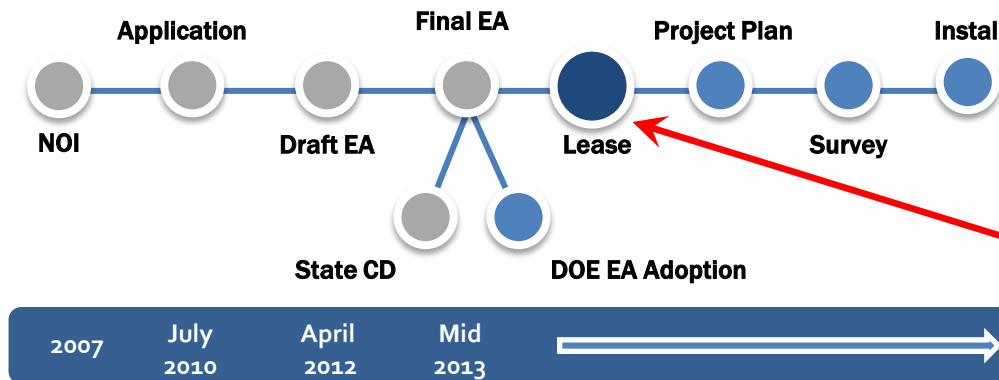 Final EA
Application
Project Plan
Instal
NOI
Draft EA
Lease
Survey
State CD
DOE EA Adoption
2007
July
2010
April
2012
Mid
2013